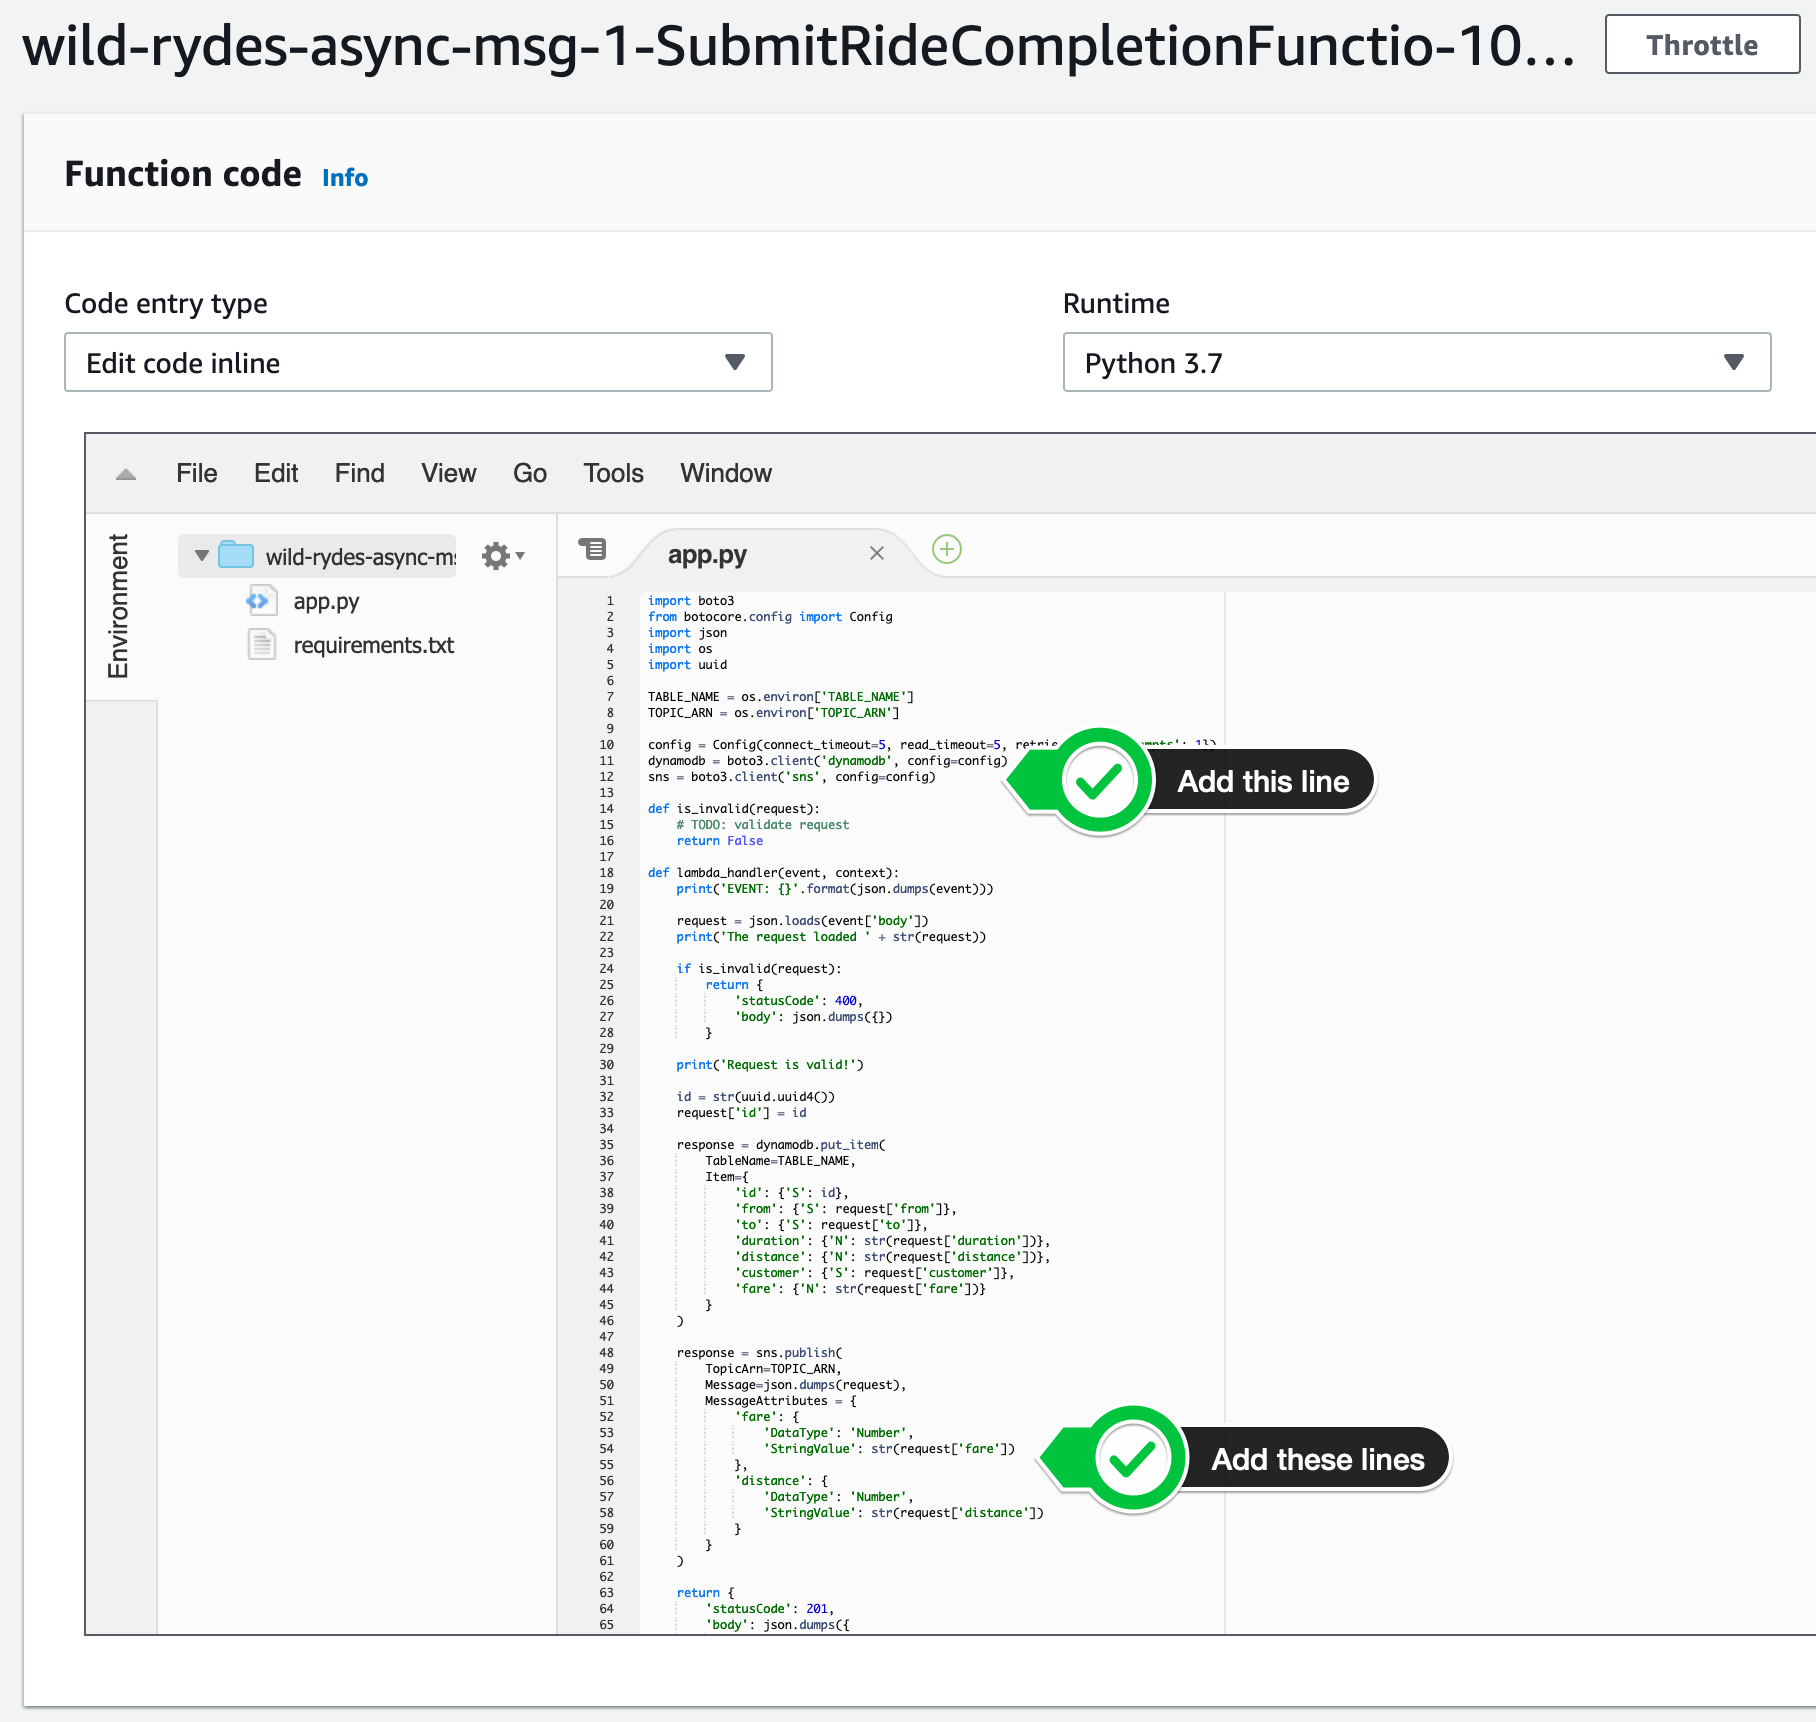 wild-rydes-async-msg-1-SubmitRideCompletionFunctio-10...
Throttle
Function code Info
Code entry type
Runtime
Edit code inline
Python 3.7
File Edit Find View Go Tools Window
Environment
wild-rydes-async-ms
app.py
requirements.txt
app.py
1 import boto3
2 from botocore.config import Config
3 import json
4 import os
5 import uuid
6
7 TABLE_NAME = os.environ['TABLE_NAME']
8 TOPIC_ARN = os.environ['TOPIC_ARN']
9
10 config = Config(connect_timeout=5, read_timeout=5, retrie mpts': 1})
11 dynamodb = boto3.client('dynamodb', config=config)
12 sns = boto3.client('sns', config=config)
Add this line
13
14 def is_invalid(request):
15 # TODO: validate request
16 return False
17
18 def lambda_handler(event, context):
19 print('EVENT: {}'.format(json.dumps(event)))
20
21 request = json.loads(event['body'])
22 print('The request loaded ' + str(request))
23
24 if is_invalid(request):
25 return {
26 'statusCode': 400,
27 'body': json.dumps({})
28 }
29
30 print('Request is valid!')
31
32 id = str(uuid.uuid4())
33 request['id'] = id
34
35 response = dynamodb.put_item(
36 TableName=TABLE_NAME,
37 Item={
38 'id': {'S': id},
39 'from': {'S': request['from']},
40 'to': {'S': request['to']},
41 'duration': {'N': str(request['duration'])},
42 'distance': {'N': str(request['distance'])},
43 'customer': {'S': request['customer']},
44 'fare': {'N': str(request['fare'])}
45 }
46 )
47
48 response = sns.publish(
49 TopicArn=TOPIC_ARN,
50 Message=json.dumps(request),
51 MessageAttributes = {
52 'fare': {
53 'DataType': 'Number',
54 'StringValue': str(request['fare'])
55 },
Add these lines
56 'distance': {
57 'DataType': 'Number',
58 'StringValue': str(request['distance'])
59 }
60 }
61 )
62
63 return {
64 'statusCode': 201,
65 'body': json.dumps({